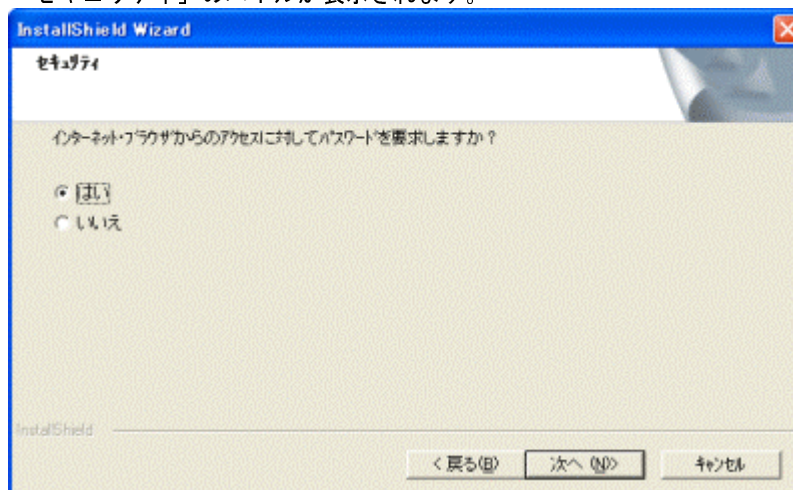 セキュリティ」のパネルが表示されます。
InstallShield Wizard
セキュリティ
インターネット・ブラウザからのアクセスに対してパスワードを要求しますか？
はい
いいえ
InstallShield
< 戻る(B)
次へ (N)>
キャンセル